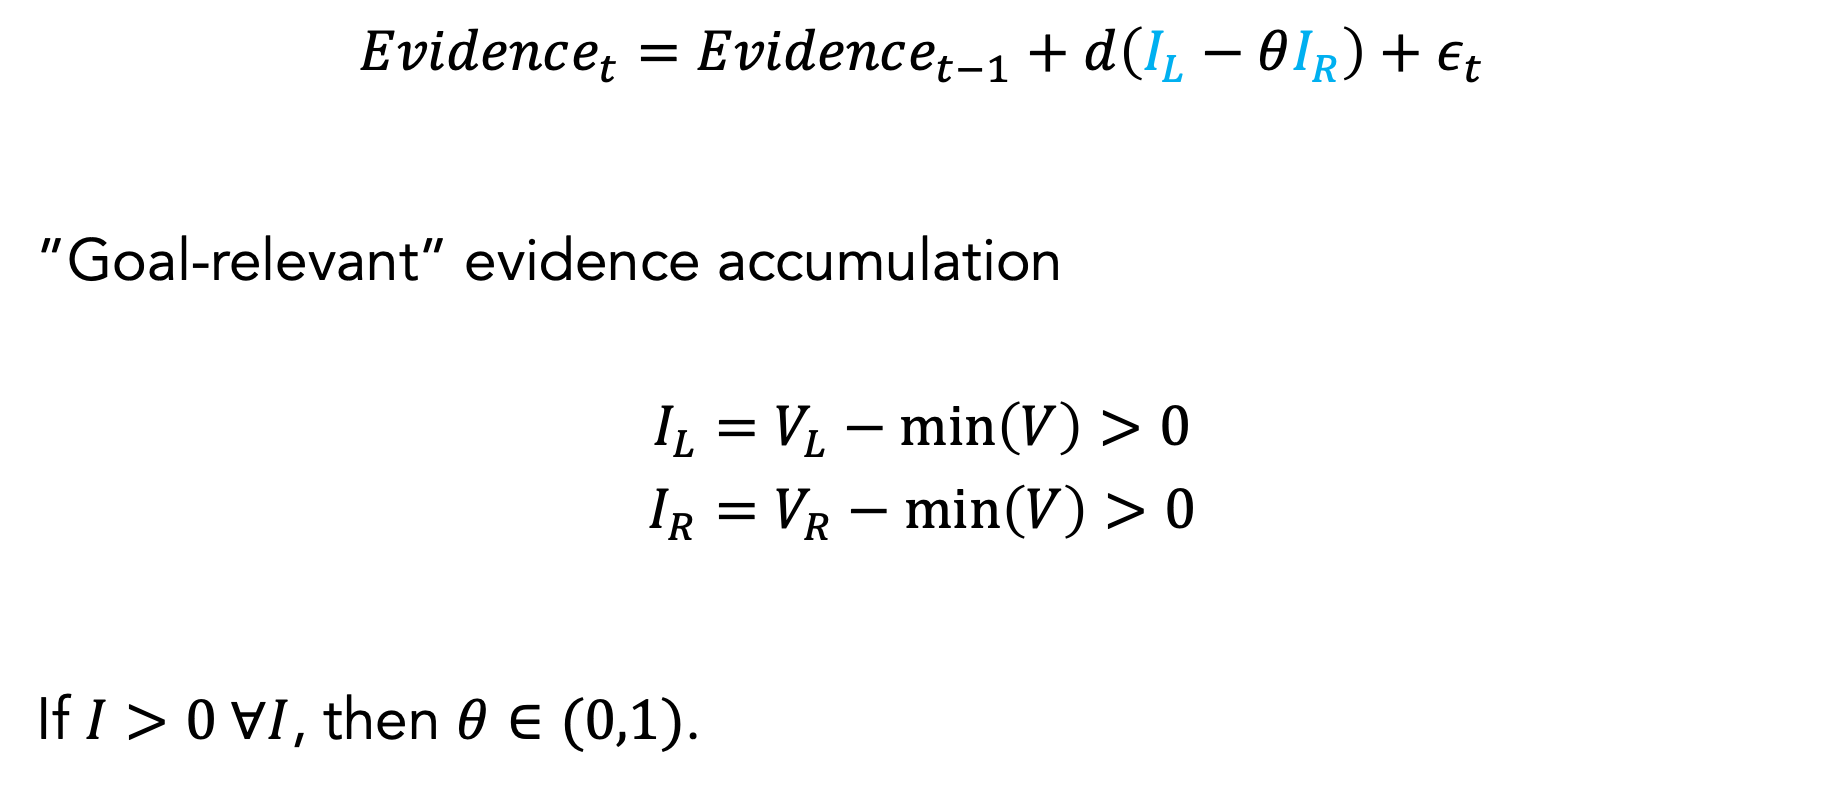 Evidence_t = Evidence_{t−1} + d(I_L − θI_R) + ϵ_t
"Goal-relevant" evidence accumulation
I_L = V_L − min(V) > 0
I_R = V_R − min(V) > 0
If I > 0 ∀I, then θ ∈ (0,1).